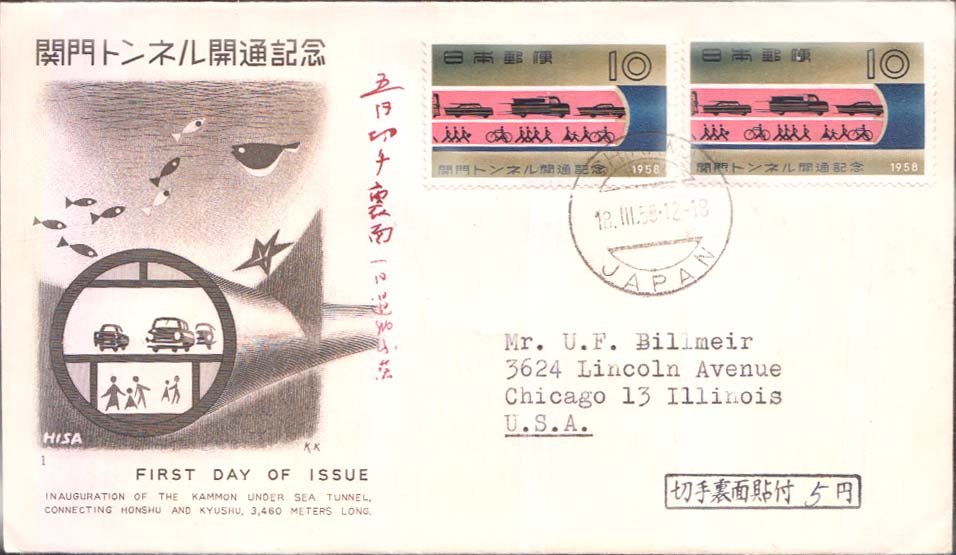 関門トンネル開通記念
五円切手裏面
日本郵便 10
関門トンネル開通記念 1958
日本郵便 10
関門トンネル開通記念 1958
18.III.58.12-18
JAPAN
Mr. U.F. Billmeir
3624 Lincoln Avenue
Chicago 13 Illinois
U.S.A.
HISA
KK
1
FIRST DAY OF ISSUE
INAUGURATION OF THE KAMMON UNDER SEA TUNNEL,
CONNECTING HONSHU AND KYUSHU, 3,460 METERS LONG.
切手裏面貼付 5円